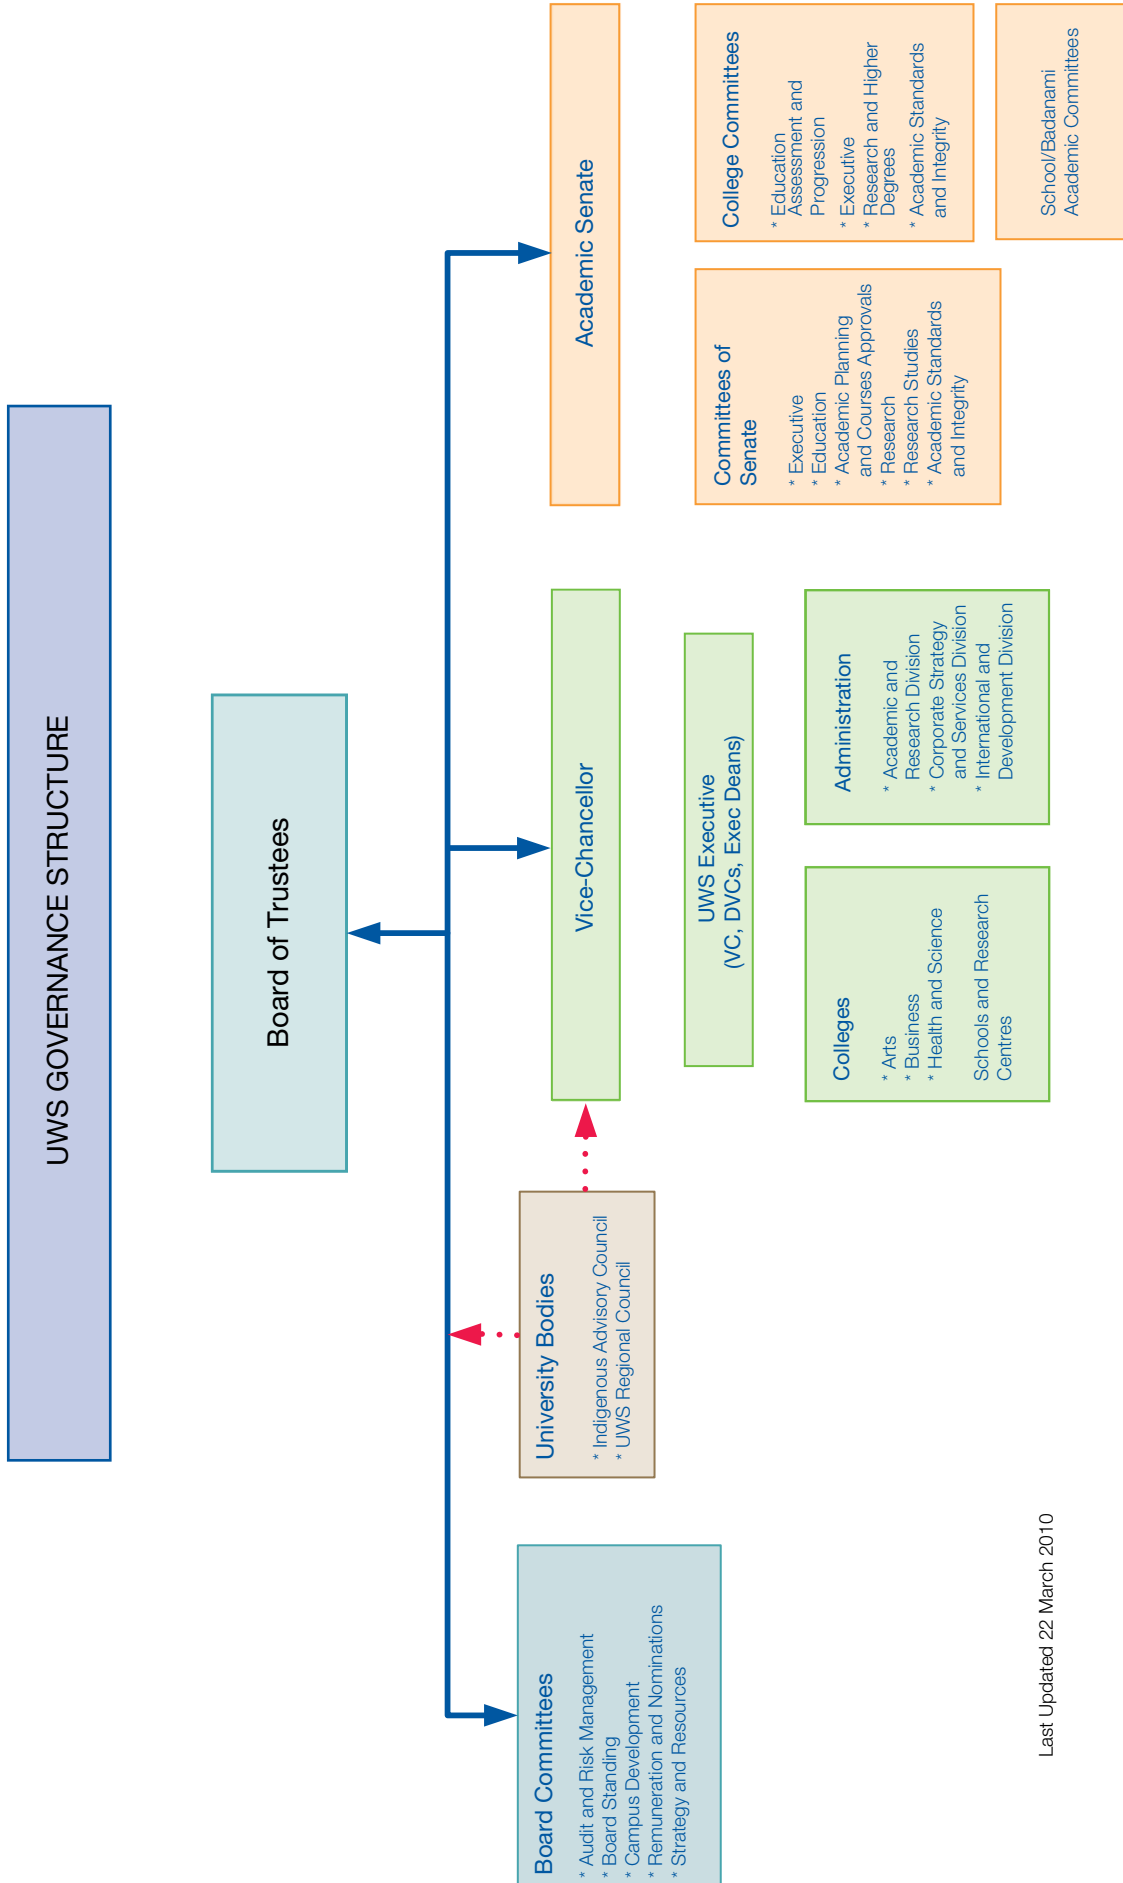 UWS GOVERNANCE STRUCTURE
Board of Trustees
Board Committees
* Audit and Risk Management
* Board Standing
* Campus Development
* Remuneration and Nominations
* Strategy and Resources
University Bodies
* Indigenous Advisory Council
* UWS Regional Council
Vice-Chancellor
UWS Executive
(VC, DVCs, Exec Deans)
Colleges
* Arts
* Business
* Health and Science
Schools and Research
Centres
Administration
* Academic and
Research Division
* Corporate Strategy
and Services Division
* International and
Development Division
Academic Senate
Committees of
Senate
* Executive
* Education
* Academic Planning
and Courses Approvals
* Research
* Research Studies
* Academic Standards
and Integrity
College Committees
* Education
Assessment and
Progression
* Executive
* Research and Higher
Degrees
* Academic Standards
and Integrity
School/Badanami
Academic Committees
Last Updated 22 March 2010